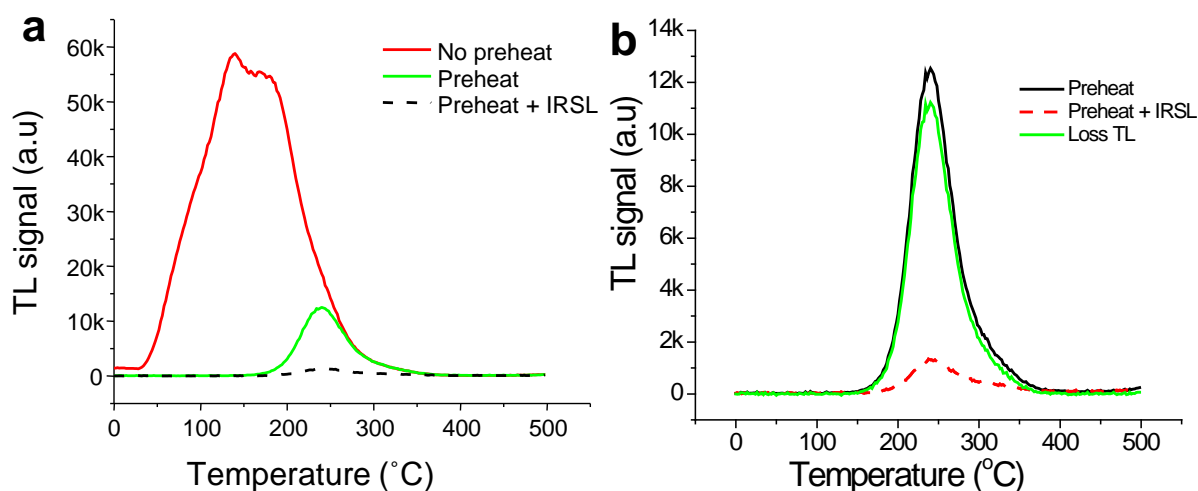 a
No preheat
Preheat
Preheat + IRSL
TL signal (a.u)
60k
50k
40k
30k
20k
10k
0
0 100 200 300 400 500
Temperature (˚C)
b
Preheat
Preheat + IRSL
Loss TL
TL signal (a.u)
14k
12k
10k
8k
6k
4k
2k
0
0 100 200 300 400 500
Temperature (oC)